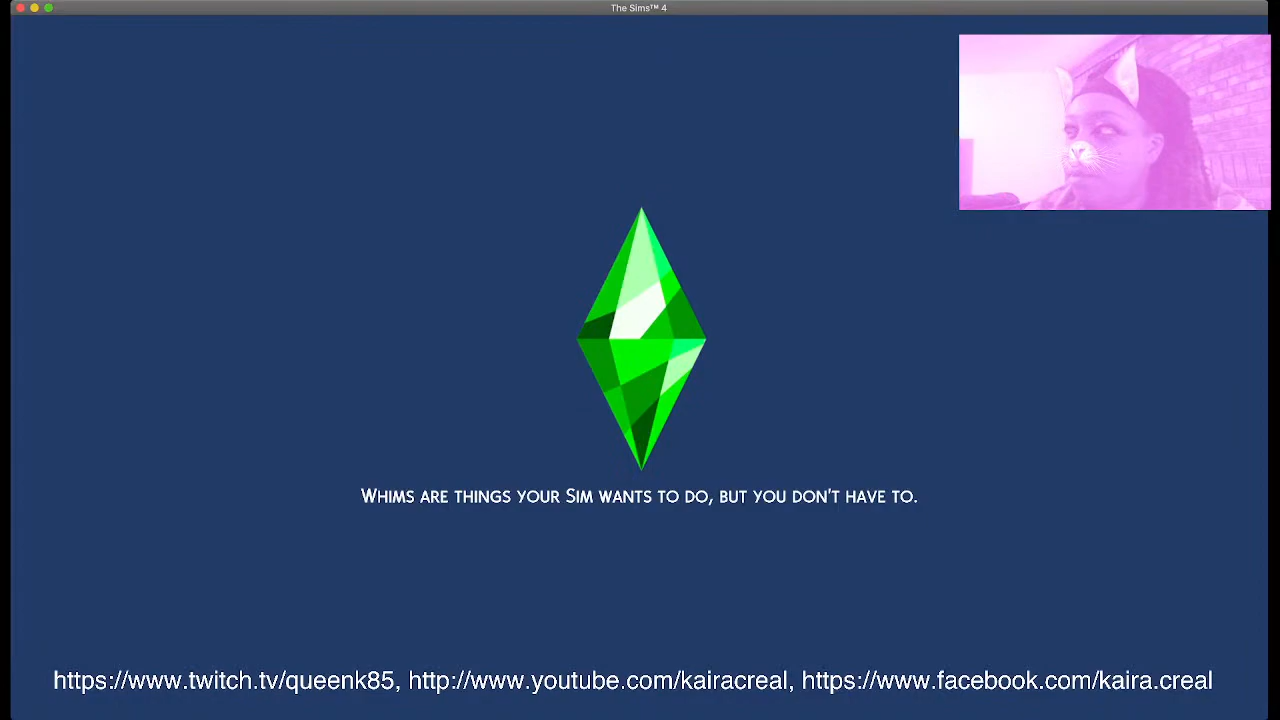 The Sims™ 4
Whims are things your Sim wants to do, but you don't have to.
https://www.twitch.tv/queenk85, http://www.youtube.com/kairacreal, https://www.facebook.com/kaira.creal